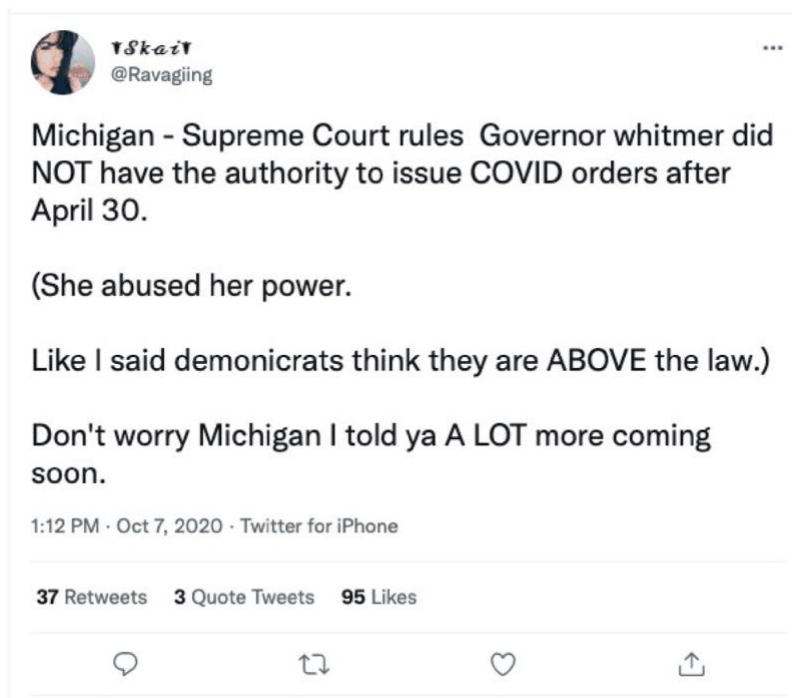 🕈𝓢𝓴𝓪𝓲🕈
@Ravagiing
Michigan - Supreme Court rules  Governor whitmer did
NOT have the authority to issue COVID orders after
April 30.
(She abused her power.
Like I said demonicrats think they are ABOVE the law.)
Don't worry Michigan I told ya A LOT more coming
soon.
1:12 PM · Oct 7, 2020 · Twitter for iPhone
37 Retweets 3 Quote Tweets 95 Likes